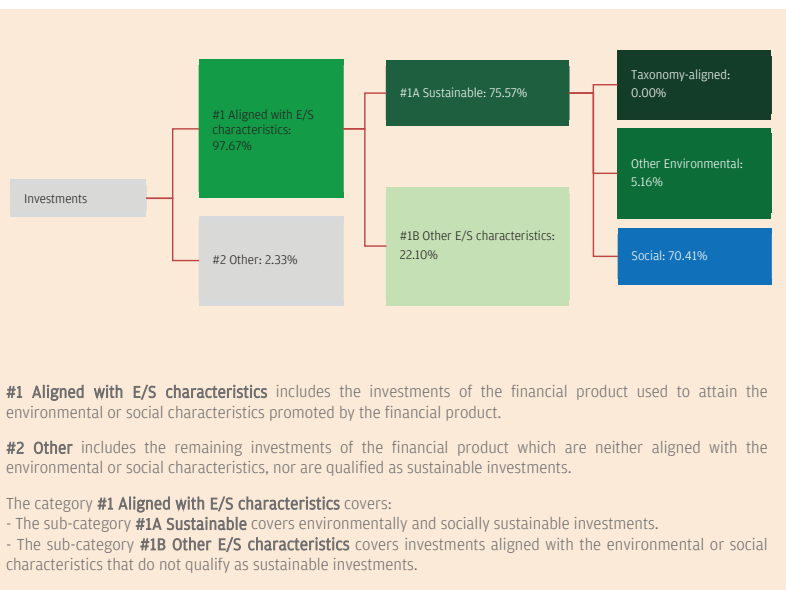 Investments
#1 Aligned with E/S
characteristics:
97.67%
#2 Other: 2.33%
#1A Sustainable: 75.57%
#1B Other E/S characteristics:
22.10%
Taxonomy-aligned:
0.00%
Other Environmental:
5.16%
Social: 70.41%
#1 Aligned with E/S characteristics includes the investments of the financial product used to attain the
environmental or social characteristics promoted by the financial product.
#2 Other includes the remaining investments of the financial product which are neither aligned with the
environmental or social characteristics, nor are qualified as sustainable investments.
The category #1 Aligned with E/S characteristics covers:
- The sub-category #1A Sustainable covers environmentally and socially sustainable investments.
- The sub-category #1B Other E/S characteristics covers investments aligned with the environmental or social
characteristics that do not qualify as sustainable investments.